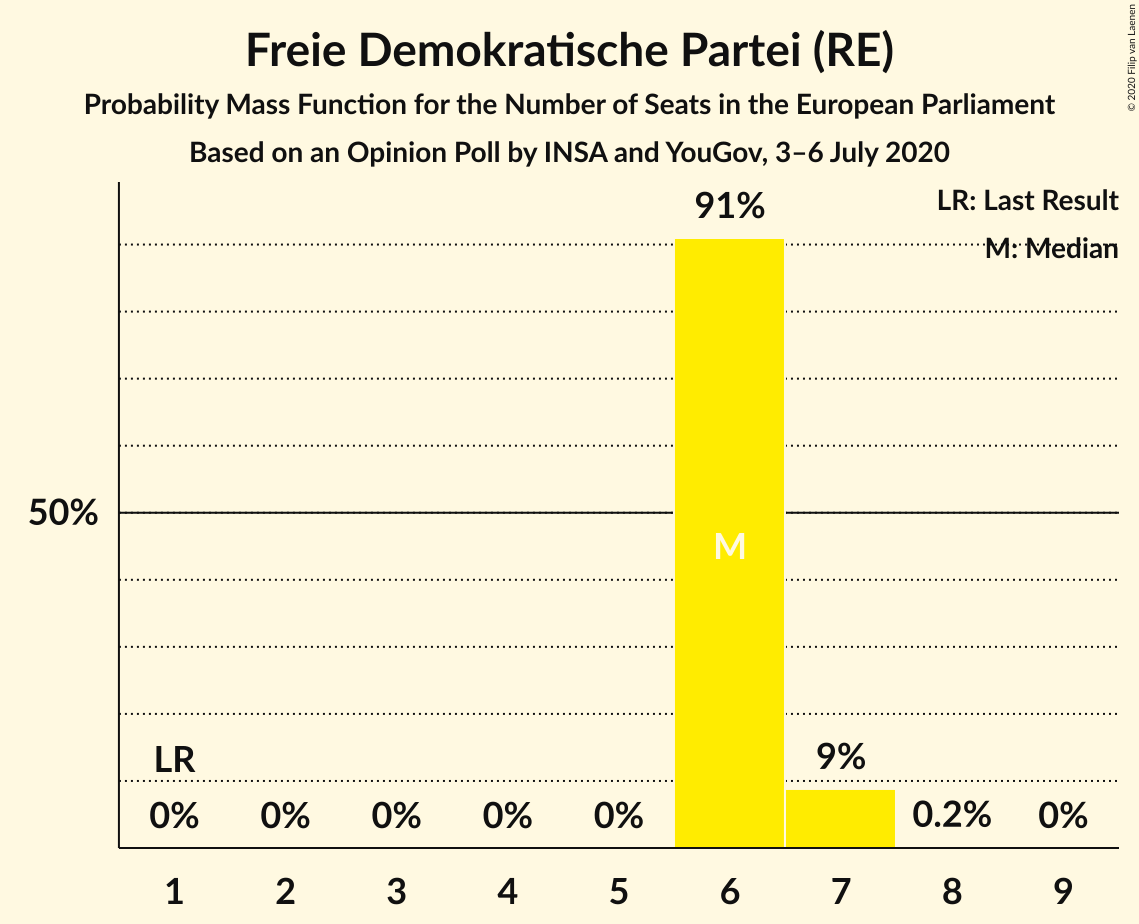 Freie Demokratische Partei (RE)
Probability Mass Function for the Number of Seats in the European Parliament
Based on an Opinion Poll by INSA and YouGov, 3–6 July 2020
© 2020 Filip van Laenen
LR: Last Result
M: Median
91%
50%
M
LR
9%
0% 0% 0% 0% 0% 0.2% 0%
1 2 3 4 5 6 7 8 9